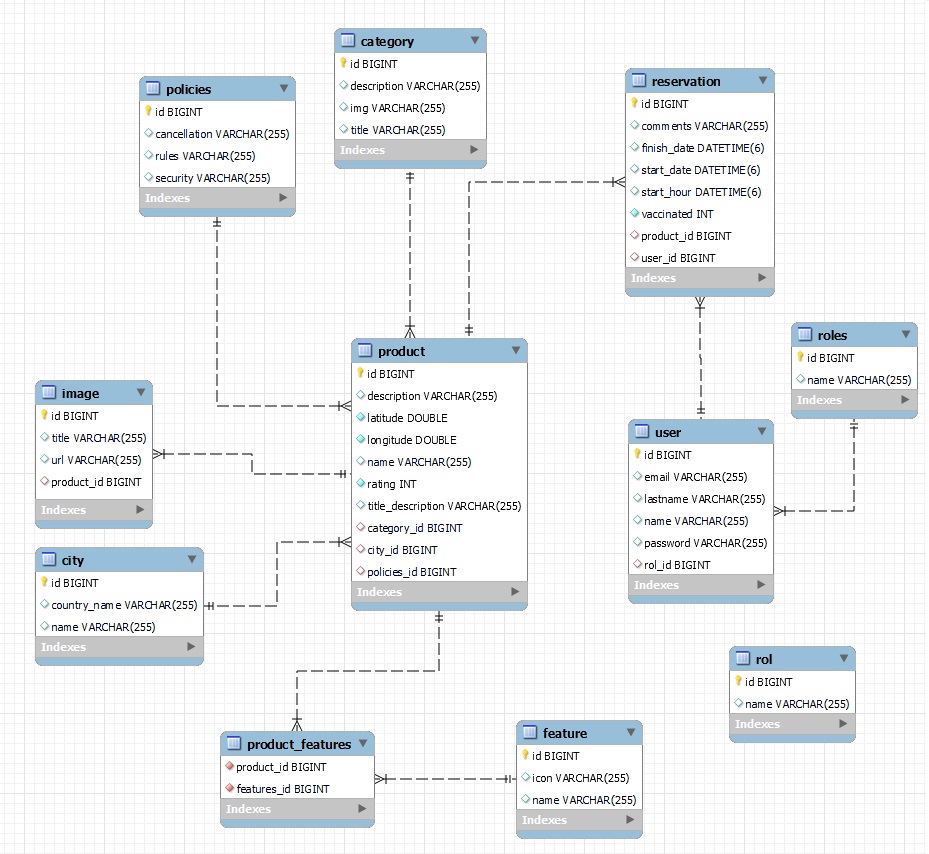 category
id BIGINT
description VARCHAR(255)
img VARCHAR(255)
title VARCHAR(255)
Indexes
policies
id BIGINT
cancellation VARCHAR(255)
rules VARCHAR(255)
security VARCHAR(255)
Indexes
reservation
id BIGINT
comments VARCHAR(255)
finish_date DATETIME(6)
start_date DATETIME(6)
start_hour DATETIME(6)
vaccinated INT
product_id BIGINT
user_id BIGINT
Indexes
roles
id BIGINT
name VARCHAR(255)
Indexes
product
id BIGINT
description VARCHAR(255)
latitude DOUBLE
longitude DOUBLE
name VARCHAR(255)
rating INT
title_description VARCHAR(255)
category_id BIGINT
city_id BIGINT
policies_id BIGINT
Indexes
image
id BIGINT
title VARCHAR(255)
url VARCHAR(255)
product_id BIGINT
Indexes
user
id BIGINT
email VARCHAR(255)
lastname VARCHAR(255)
name VARCHAR(255)
password VARCHAR(255)
rol_id BIGINT
Indexes
city
id BIGINT
country_name VARCHAR(255)
name VARCHAR(255)
Indexes
rol
id BIGINT
name VARCHAR(255)
Indexes
product_features
product_id BIGINT
features_id BIGINT
Indexes
feature
id BIGINT
icon VARCHAR(255)
name VARCHAR(255)
Indexes